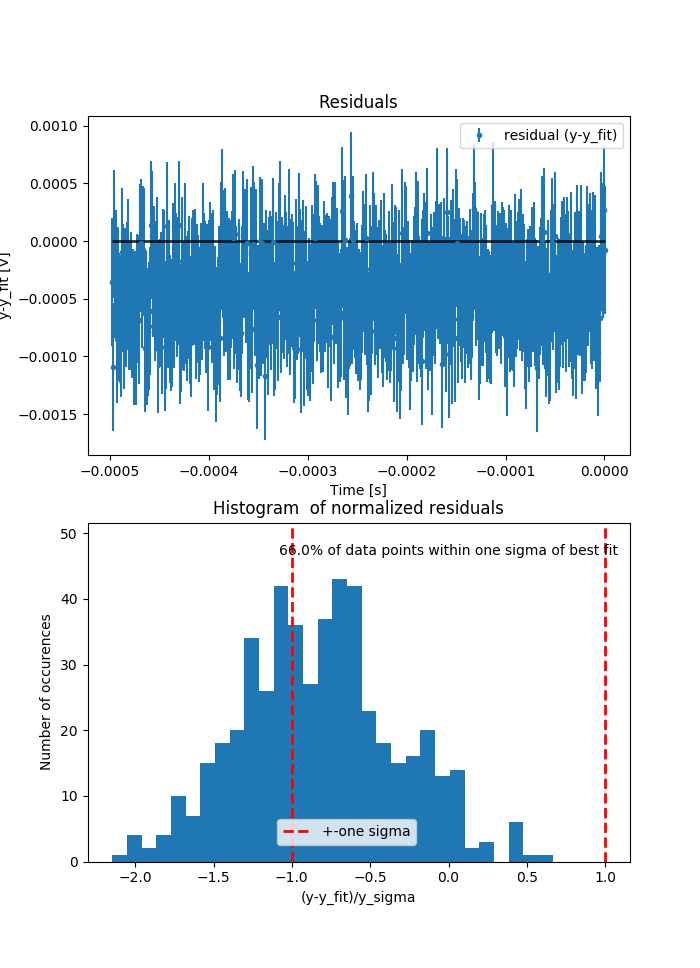 Residuals
residual (y-y_fit)
0.0010
0.0005
0.0000
−0.0005
−0.0010
−0.0015
y-y_fit [V]
−0.0005
−0.0004
−0.0003
−0.0002
−0.0001
0.0000
Time [s]
Histogram  of normalized residuals
66.0% of data points within one sigma of best fit
50
40
30
20
10
0
Number of occurences
+-one sigma
−2.0
−1.5
−1.0
−0.5
0.0
0.5
1.0
(y-y_fit)/y_sigma